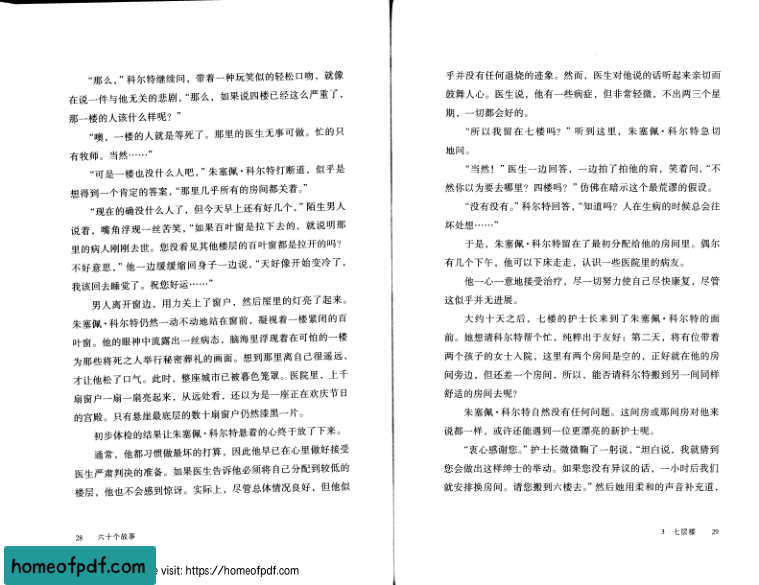 “那么，”科尔特继续问，带着一种玩笑似的轻松口吻，就像
在说一件与他无关的悲剧，“那么，如果说四楼已经这么严重了，
那一楼的人该什么样呢？”
“噢，一楼的人就是等死了。那里的医生无事可做。忙的只
有牧师。当然……”
“可是一楼也没什么人吧，”朱塞佩·科尔特打断道，似乎是
想得到一个肯定的答案，“那里几乎所有的房间都关着。”
“现在的确没什么人了，但今天早上还有好几个，”陌生男人
说着，嘴角浮现一丝苦笑，“如果百叶窗是拉下去的，就说明那
里的病人刚刚去世。您没看见其他楼层的百叶窗都是拉开的吗？
不好意思，”他一边缓缓缩回身子一边说，“天好像开始变冷了，
我该回去睡觉了。祝您好运……”
男人离开窗边，用力关上了窗户，然后屋里的灯亮了起来。
朱塞佩·科尔特仍然一动不动地站在窗前，凝视着一楼紧闭的百
叶窗。他的眼神中流露出一丝病态，脑海里浮现着在可怕的一楼
为那些将死之人举行秘密葬礼的画面。想到那里离自己很遥远，
才让他松了口气。此时，整座城市已被暮色笼罩。医院里，上千
扇窗户一扇一扇亮起来，从远处看，还以为是一座正在欢庆节日
的宫殿。只有悬崖最底层的数十扇窗户仍然漆黑一片。
初步体检的结果让朱塞佩·科尔特悬着的心终于放了下来。
通常，他都习惯做最坏的打算，因此他早已在心里做好接受
医生严肃判决的准备。如果医生告诉他必须将自己分配到较低的
楼层，他也不会感到惊讶。实际上，尽管总体情况良好，但他似
28 六十个故事
乎并没有任何退烧的迹象。然而，医生对他说的话听起来亲切而
鼓舞人心。医生说，他有一些病症，但非常轻微，不出两三个星
期，一切都会好的。
“所以我留在七楼吗？”听到这里，朱塞佩·科尔特急切
地问。
“当然！”医生一边回答，一边拍了拍他的肩，笑着问，“不
然你以为要去哪里？四楼吗？”仿佛在暗示这个最荒谬的假设。
“没有没有。”科尔特回答，“知道吗？人在生病的时候总会往
坏处想……”
于是，朱塞佩·科尔特留在了最初分配给他的房间里。偶尔
有几个下午，他可以下床走走，认识一些医院里的病友。
他一心一意地接受治疗，尽一切努力使自己尽快康复，尽管
这似乎并无进展。
大约十天之后，七楼的护士长来到了朱塞佩·科尔特的面
前。她想请科尔特帮个忙，纯粹出于友好：第二天，将有位带着
两个孩子的女士入院，这里有两个房间是空的，正好就在他的房
间旁边，但还差一个房间，所以，能否请科尔特搬到另一间同样
舒适的房间去呢？
朱塞佩·科尔特自然没有任何问题。这间房或那间房对他来
说都一样，或许还能遇到一位更漂亮的新护士呢。
“衷心感谢您。”护士长微微鞠了一躬说，“坦白说，我就猜到
您会做出这样绅士的举动。如果您没有异议的话，一小时后我们
就安排换房间。请您搬到六楼去。”然后她用柔和的声音补充道，
3 七层楼 29
homeofpdf.com
e visit: https://homeofpdf.com